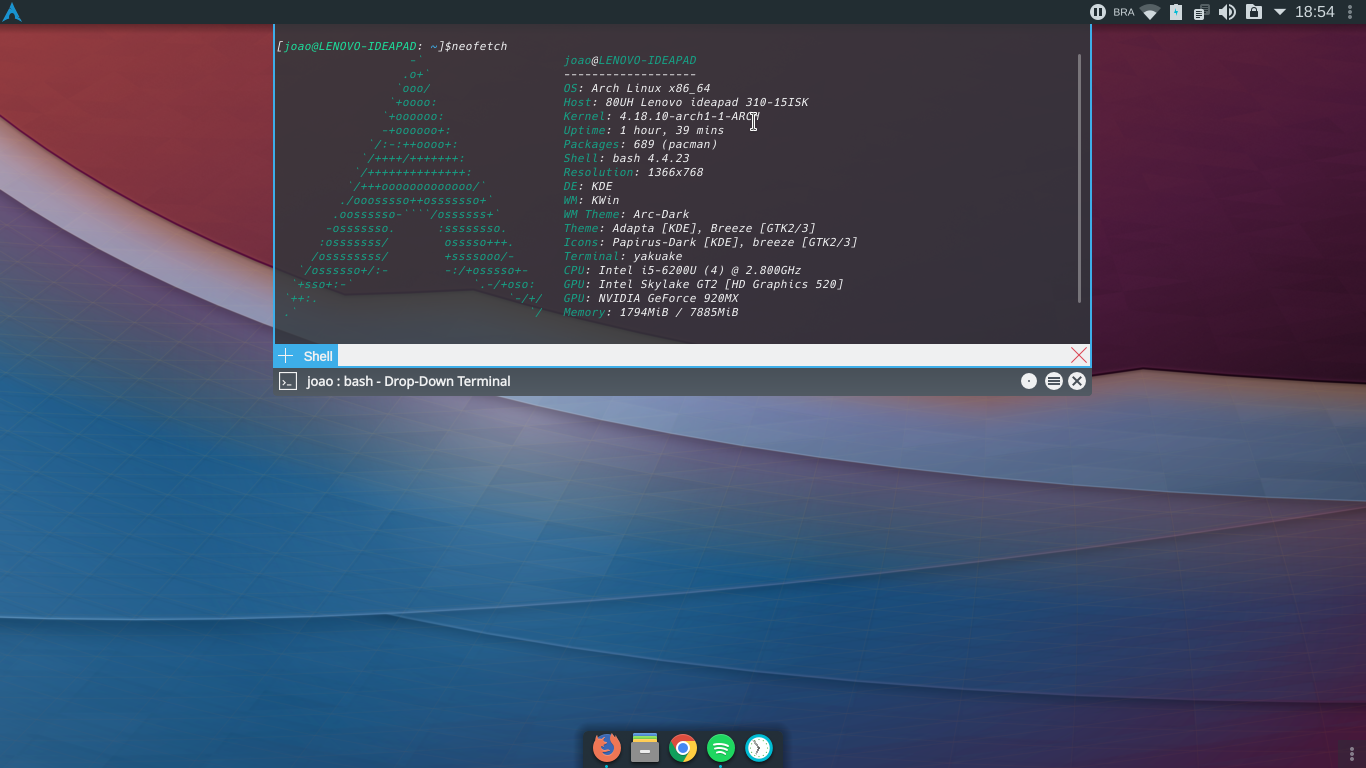 BRA 18:54
[joao@LENOVO-IDEAPAD: ~]$neofetch
-`
.o+`
`ooo/
`+oooo:
`+oooooo:
-+oooooo+:
`/:-:++oooo+:
`/++++/+++++++:
`/++++++++++++++:
`/+++ooooooooooooo/`
./ooosssso++osssssso+`
.oossssso-````/ossssss+`
-osssssso. :ssssssso.
:osssssss/ osssso+++.
/ossssssss/ +ssssooo/-
`/ossssso+/:- -:/+osssso+-
`+sso+:-` `.-/+oso:
`++:. `-/+/
.` `/
joao@LENOVO-IDEAPAD
-------------------
OS: Arch Linux x86_64
Host: 80UH Lenovo ideapad 310-15ISK
Kernel: 4.18.10-arch1-1-ARCH
Uptime: 1 hour, 39 mins
Packages: 689 (pacman)
Shell: bash 4.4.23
Resolution: 1366x768
DE: KDE
WM: KWin
WM Theme: Arc-Dark
Theme: Adapta [KDE], Breeze [GTK2/3]
Icons: Papirus-Dark [KDE], breeze [GTK2/3]
Terminal: yakuake
CPU: Intel i5-6200U (4) @ 2.800GHz
GPU: Intel Skylake GT2 [HD Graphics 520]
GPU: NVIDIA GeForce 920MX
Memory: 1794MiB / 7885MiB
Shell
joao : bash - Drop-Down Terminal